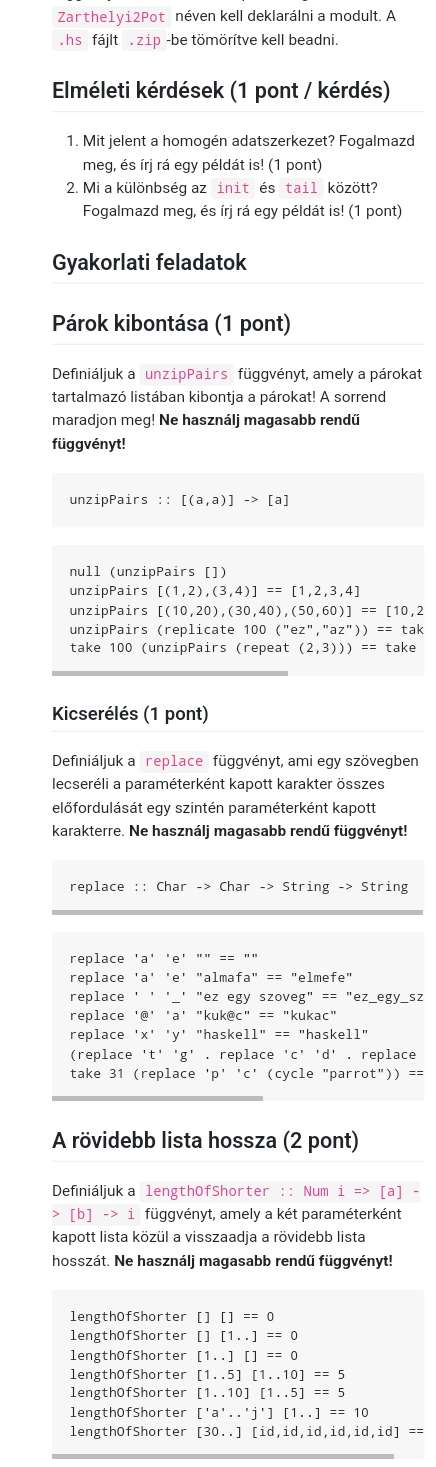 Zarthelyi2Pot néven kell deklarálni a modult. A
.hs fájlt .zip-be tömörítve kell beadni.
Elméleti kérdések (1 pont / kérdés)
1. Mit jelent a homogén adatszerkezet? Fogalmazd
meg, és írj rá egy példát is! (1 pont)
2. Mi a különbség az init és tail között?
Fogalmazd meg, és írj rá egy példát is! (1 pont)
Gyakorlati feladatok
Párok kibontása (1 pont)
Definiáljuk a unzipPairs függvényt, amely a párokat
tartalmazó listában kibontja a párokat! A sorrend
maradjon meg! Ne használj magasabb rendű
függvényt!
unzipPairs :: [(a,a)] -> [a]
null (unzipPairs [])
unzipPairs [(1,2),(3,4)] == [1,2,3,4]
unzipPairs [(10,20),(30,40),(50,60)] == [10,2
unzipPairs (replicate 100 ("ez","az")) == tak
take 100 (unzipPairs (repeat (2,3))) == take
Kicserélés (1 pont)
Definiáljuk a replace függvényt, ami egy szövegben
lecseréli a paraméterként kapott karakter összes
előfordulását egy szintén paraméterként kapott
karakterre. Ne használj magasabb rendű függvényt!
replace :: Char -> Char -> String -> String
replace 'a' 'e' "" == ""
replace 'a' 'e' "almafa" == "elmefe"
replace ' ' '_' "ez egy szoveg" == "ez_egy_sz
replace '@' 'a' "kuk@c" == "kukac"
replace 'x' 'y' "haskell" == "haskell"
(replace 't' 'g' . replace 'c' 'd' . replace
take 31 (replace 'p' 'c' (cycle "parrot")) ==
A rövidebb lista hossza (2 pont)
Definiáljuk a lengthOfShorter :: Num i => [a] -
> [b] -> i függvényt, amely a két paraméterként
kapott lista közül a visszaadja a rövidebb lista
hosszát. Ne használj magasabb rendű függvényt!
lengthOfShorter [] [] == 0
lengthOfShorter [] [1..] == 0
lengthOfShorter [1..] [] == 0
lengthOfShorter [1..5] [1..10] == 5
lengthOfShorter [1..10] [1..5] == 5
lengthOfShorter ['a'..'j'] [1..] == 10
lengthOfShorter [30..] [id,id,id,id,id,id] ==